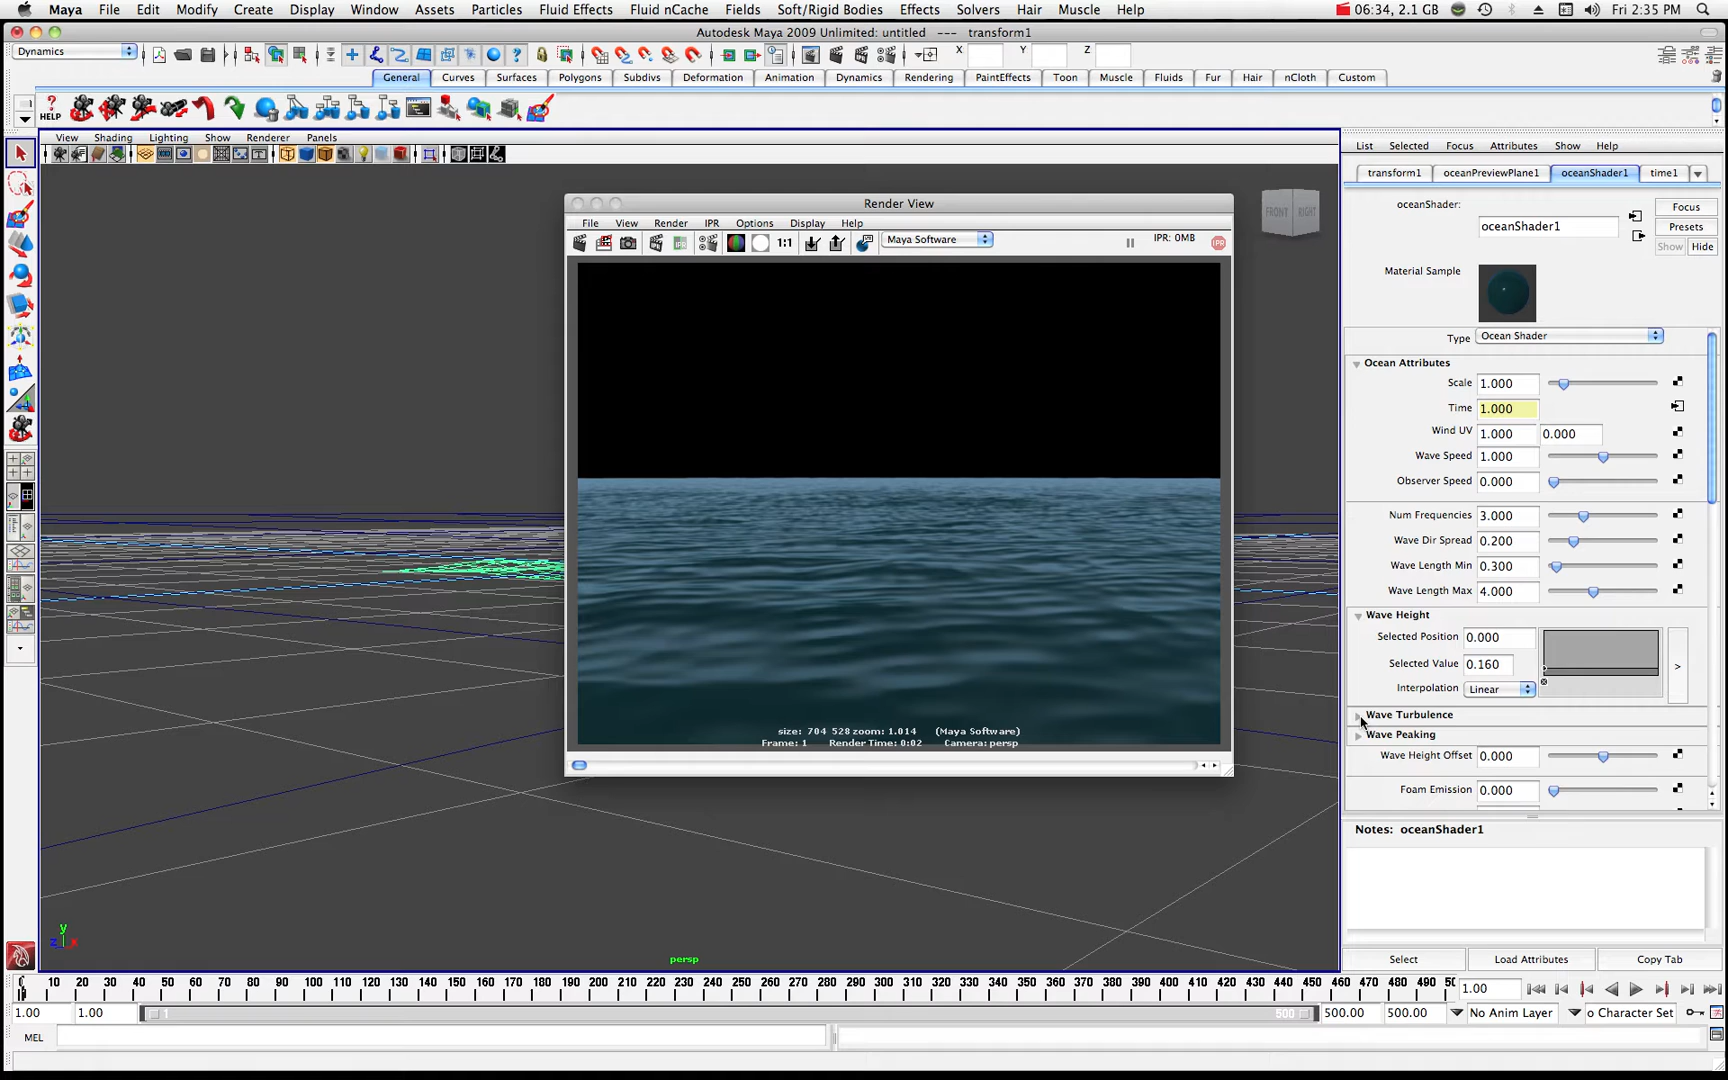 Maya File Edit Modify Create Display Window Assets Particles Fluid Effects Fluid nCache Fields Soft/Rigid Bodies Effects Solvers Hair Muscle Help 06:34, 2.1 GB Fri 2:35 PM
Autodesk Maya 2009 Unlimited: untitled --- transform1
Dynamics X Y Z
General Curves Surfaces Polygons Subdivs Deformation Animation Dynamics Rendering PaintEffects Toon Muscle Fluids Fur Hair nCloth Custom
? HELP
View Shading Lighting Show Renderer Panels
List Selected Focus Attributes Show Help
transform1 oceanPreviewPlane1 oceanShader1 time1
oceanShader: oceanShader1
Focus
Presets
Show Hide
FRONT RIGHT
Render View
File View Render IPR Options Display Help
1:1 Maya Software IPR: 0MB IPR
size: 704 528 zoom: 1.014 (Maya Software)
Frame: 1 Render Time: 0:02 Camera: persp
Material Sample
Type Ocean Shader
Ocean Attributes
Scale 1.000
Time 1.000
Wind UV 1.000 0.000
Wave Speed 1.000
Observer Speed 0.000
Num Frequencies 3.000
Wave Dir Spread 0.200
Wave Length Min 0.300
Wave Length Max 4.000
Wave Height
Selected Position 0.000
Selected Value 0.160 >
Interpolation Linear
Wave Turbulence
Wave Peaking
Wave Height Offset 0.000
Foam Emission 0.000
Notes: oceanShader1
Select Load Attributes Copy Tab
y
z x
persp
0 10 20 30 40 50 60 70 80 90 100 110 120 130 140 150 160 170 180 190 200 210 220 230 240 250 260 270 280 290 300 310 320 330 340 350 360 370 380 390 400 410 420 430 440 450 460 470 480 490 50 1.00
1.00 1.00 1 500 500.00 500.00 No Anim Layer o Character Set
MEL